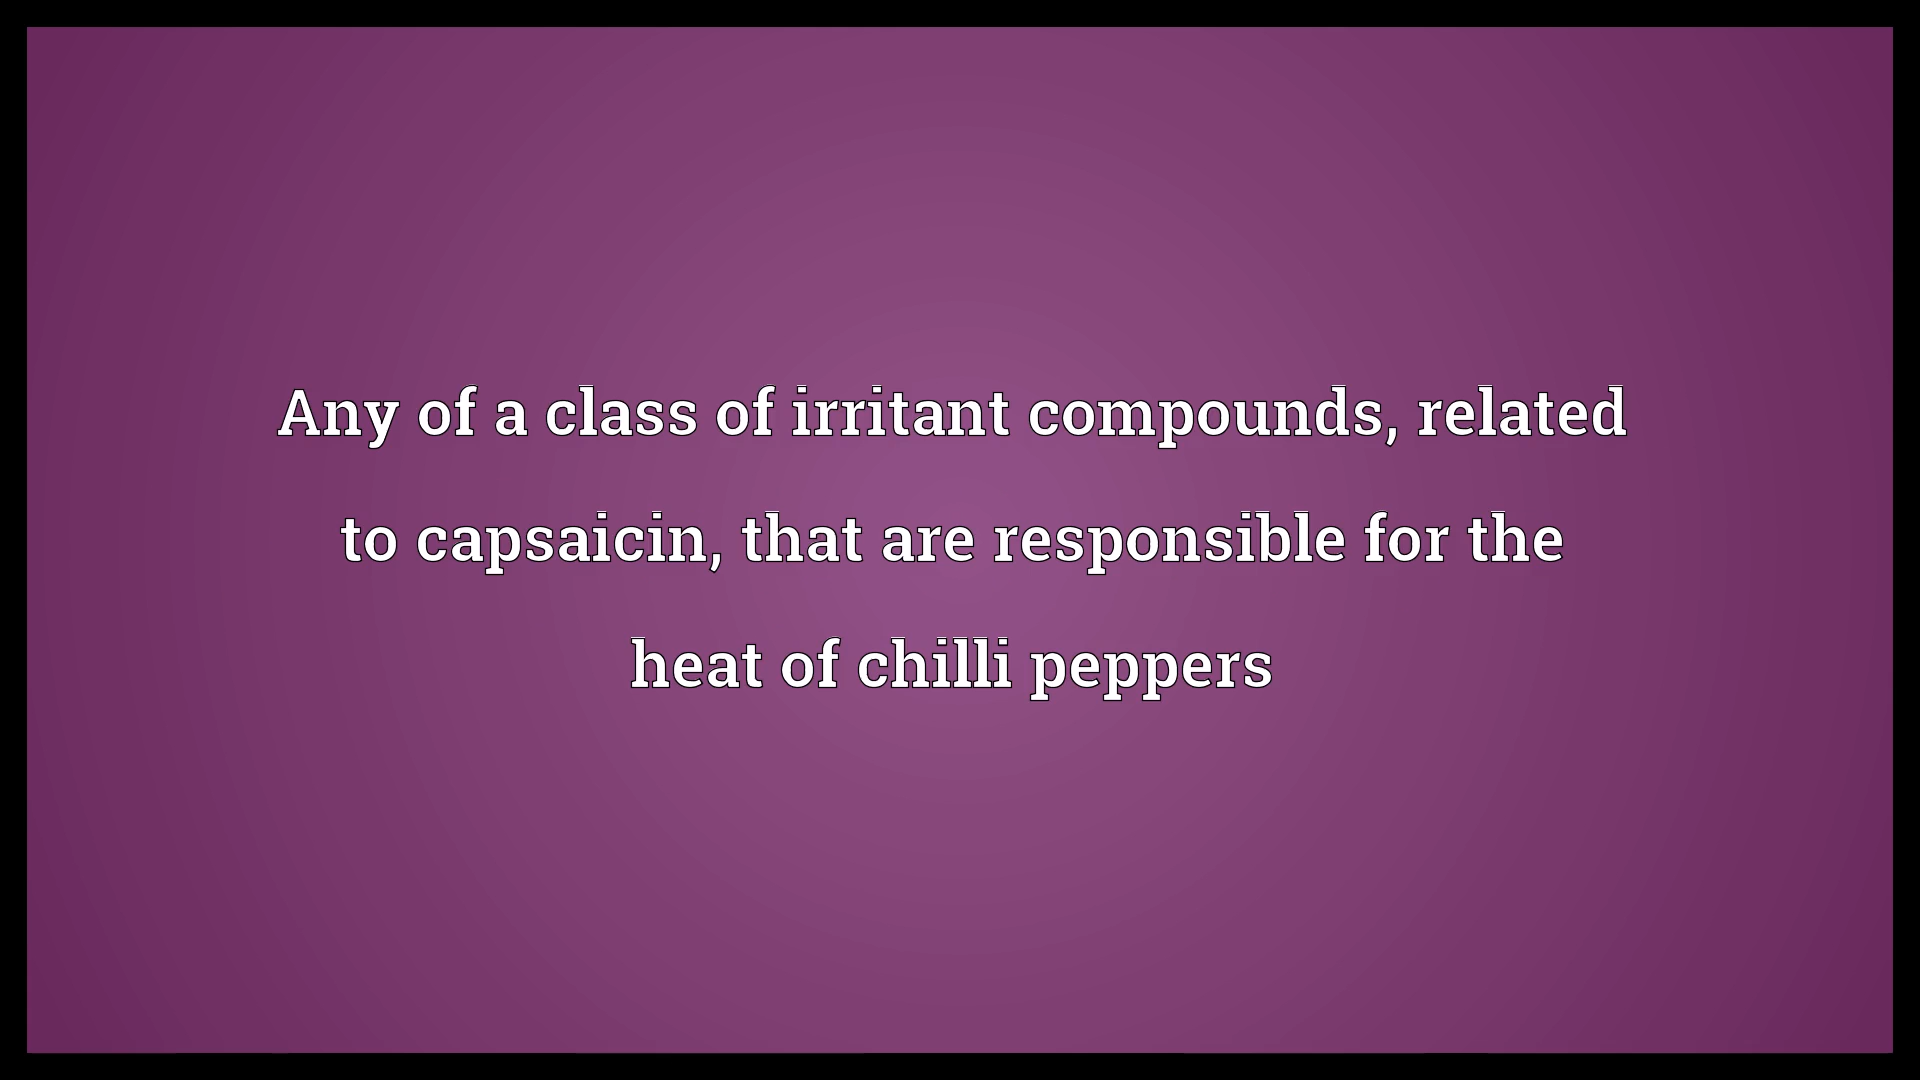 Any of a class of irritant compounds, related
to capsaicin, that are responsible for the
heat of chilli peppers